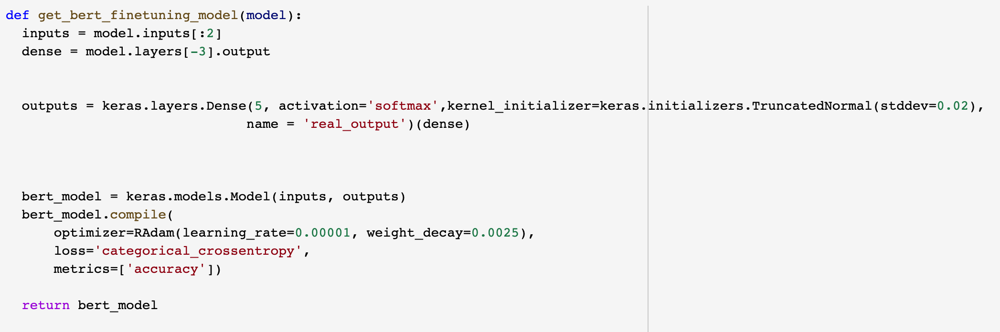 def get_bert_finetuning_model(model):
  inputs = model.inputs[:2]
  dense = model.layers[-3].output
  outputs = keras.layers.Dense(5, activation='softmax',kernel_initializer=keras.initializers.TruncatedNormal(stddev=0.02),
                              name = 'real_output')(dense)
  bert_model = keras.models.Model(inputs, outputs)
  bert_model.compile(
      optimizer=RAdam(learning_rate=0.00001, weight_decay=0.0025),
      loss='categorical_crossentropy',
      metrics=['accuracy'])
  return bert_model